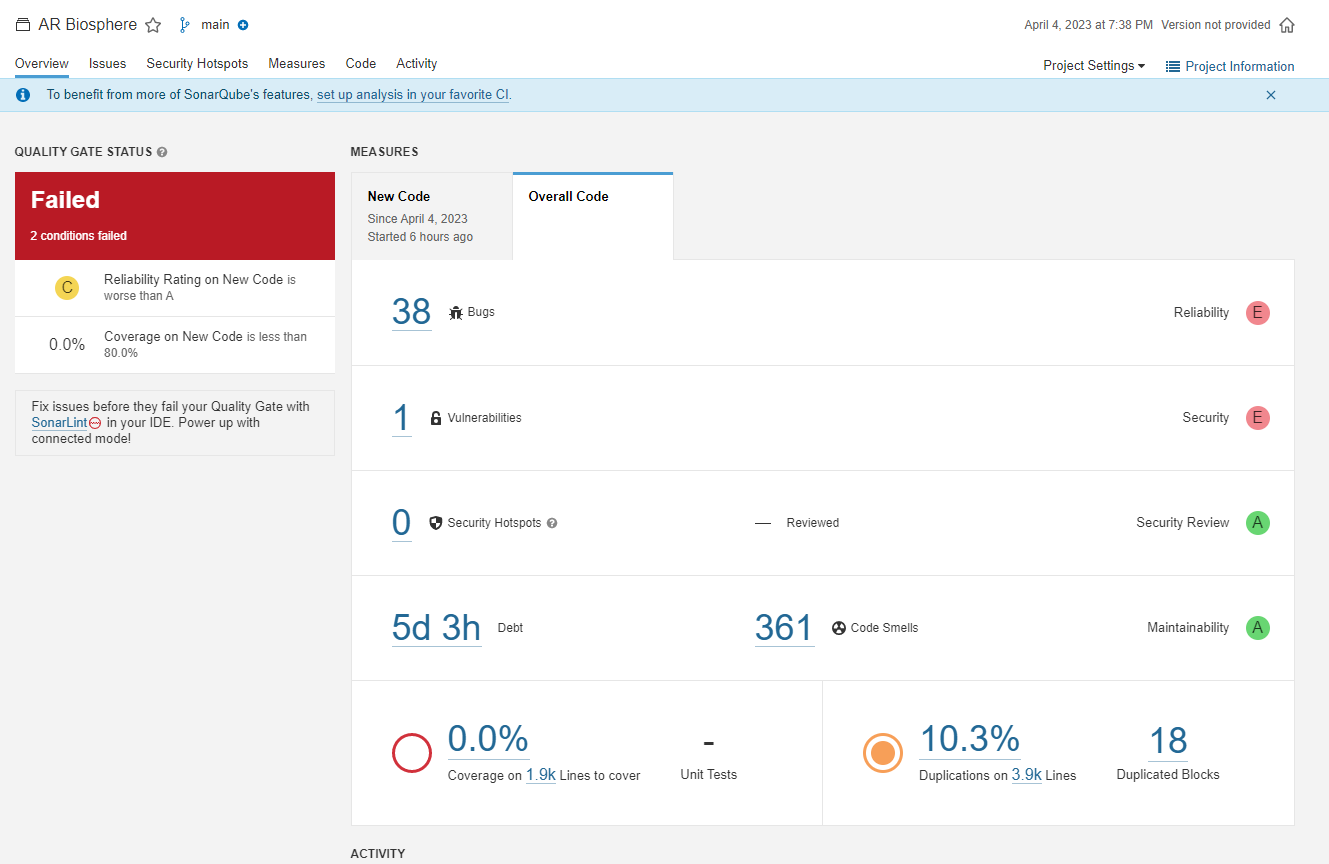 AR Biosphere main
April 4, 2023 at 7:38 PM Version not provided
Overview Issues Security Hotspots Measures Code Activity
Project Settings Project Information
To benefit from more of SonarQube's features, set up analysis in your favorite CI.
QUALITY GATE STATUS
Failed
2 conditions failed
C
Reliability Rating on New Code is
worse than A
0.0%
Coverage on New Code is less than
80.0%
Fix issues before they fail your Quality Gate with
SonarLint in your IDE. Power up with
connected mode!
MEASURES
New Code
Since April 4, 2023
Started 6 hours ago
Overall Code
38 Bugs
Reliability E
1 Vulnerabilities
Security E
0 Security Hotspots ?
— Reviewed
Security Review A
5d 3h Debt
361 Code Smells
Maintainability A
0.0%
Coverage on 1.9k Lines to cover
-
Unit Tests
10.3%
Duplications on 3.9k Lines
18
Duplicated Blocks
ACTIVITY